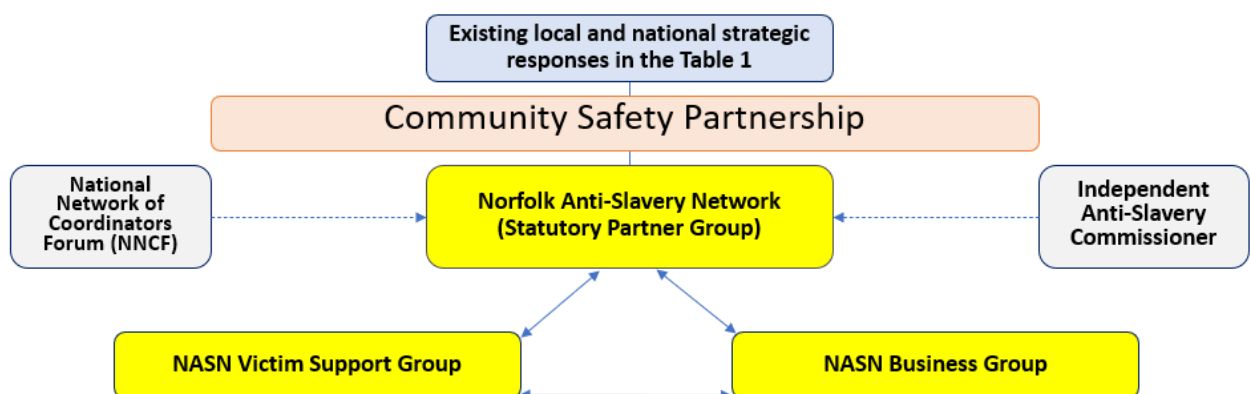 Existing local and national strategic
responses in the Table 1
Community Safety Partnership
National
Network of
Coordinators
Forum (NNCF)
Norfolk Anti-Slavery Network
(Statutory Partner Group)
Independent
Anti-Slavery
Commissioner
NASN Victim Support Group
NASN Business Group